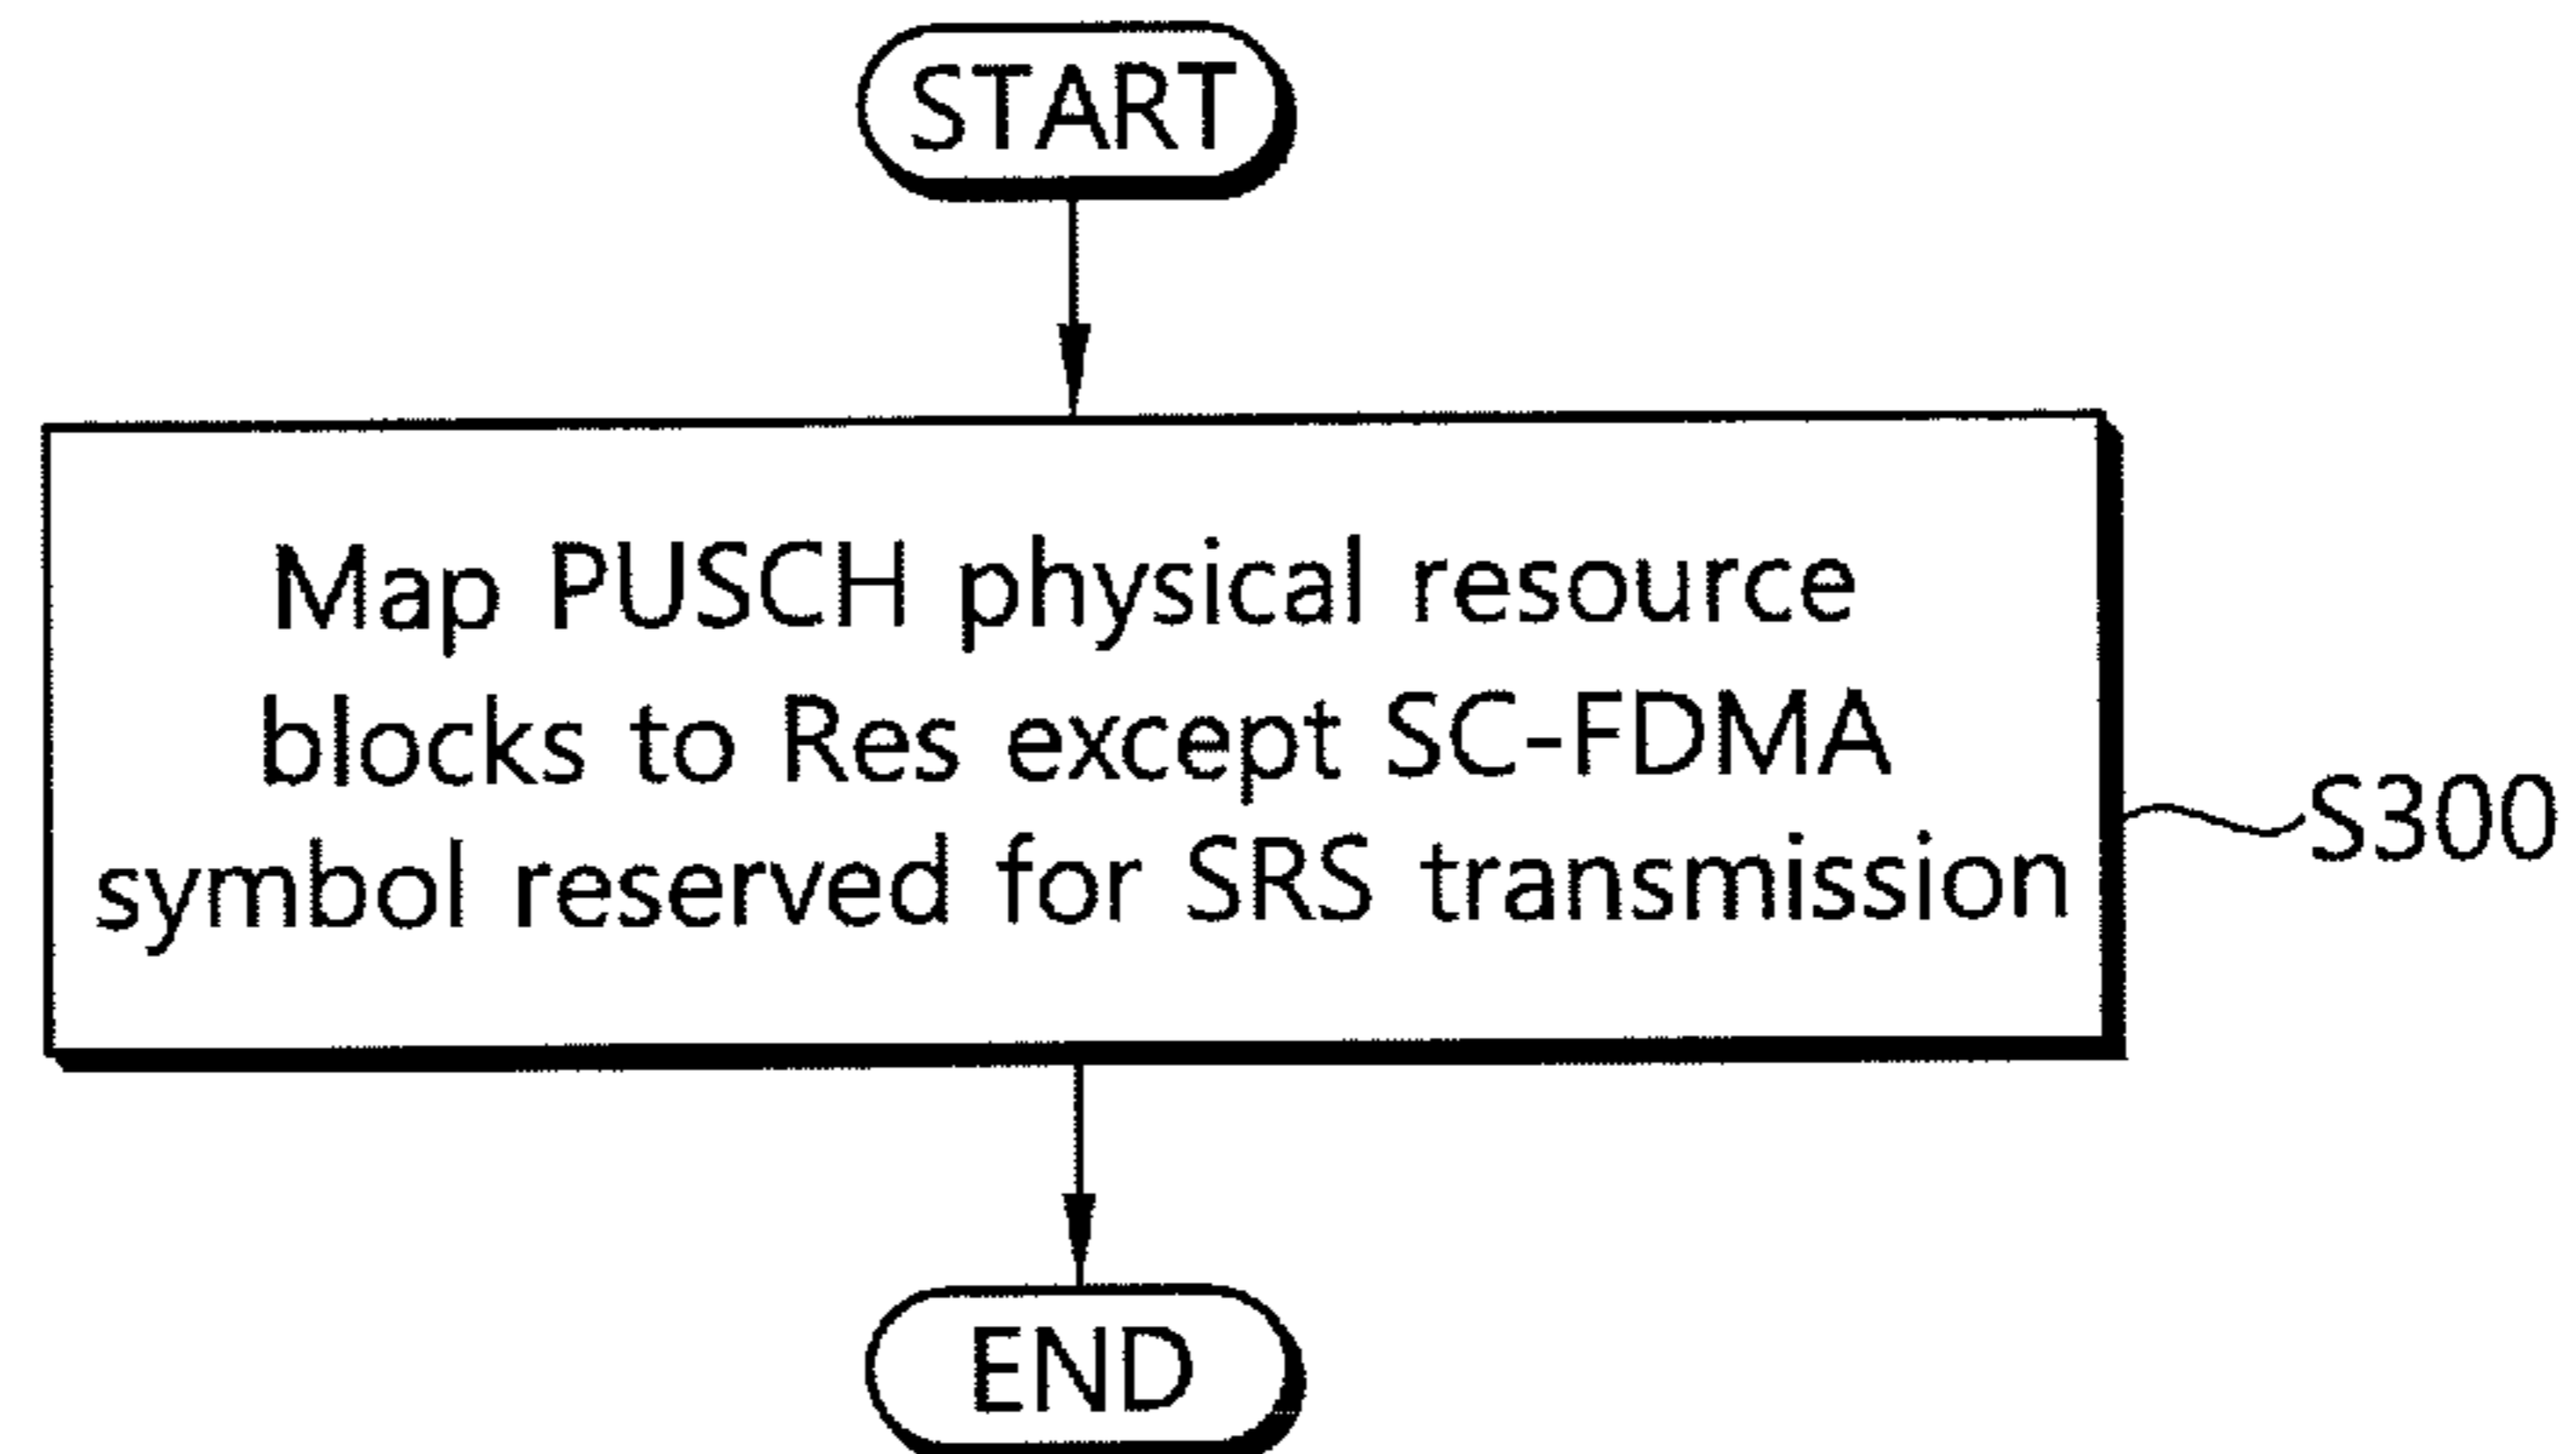 START
Map PUSCH physical resource
blocks to Res except SC-FDMA
symbol reserved for SRS transmission
S300
END